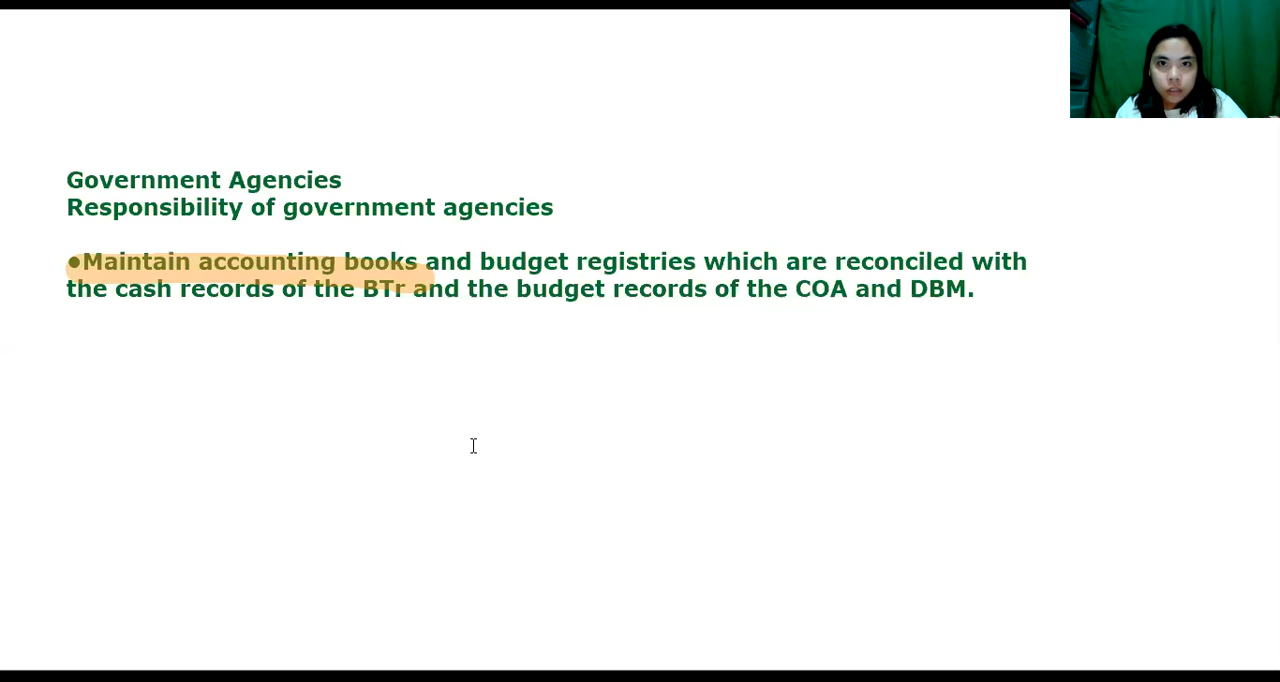 Government Agencies
Responsibility of government agencies
•Maintain accounting books and budget registries which are reconciled with
the cash records of the BTr and the budget records of the COA and DBM.